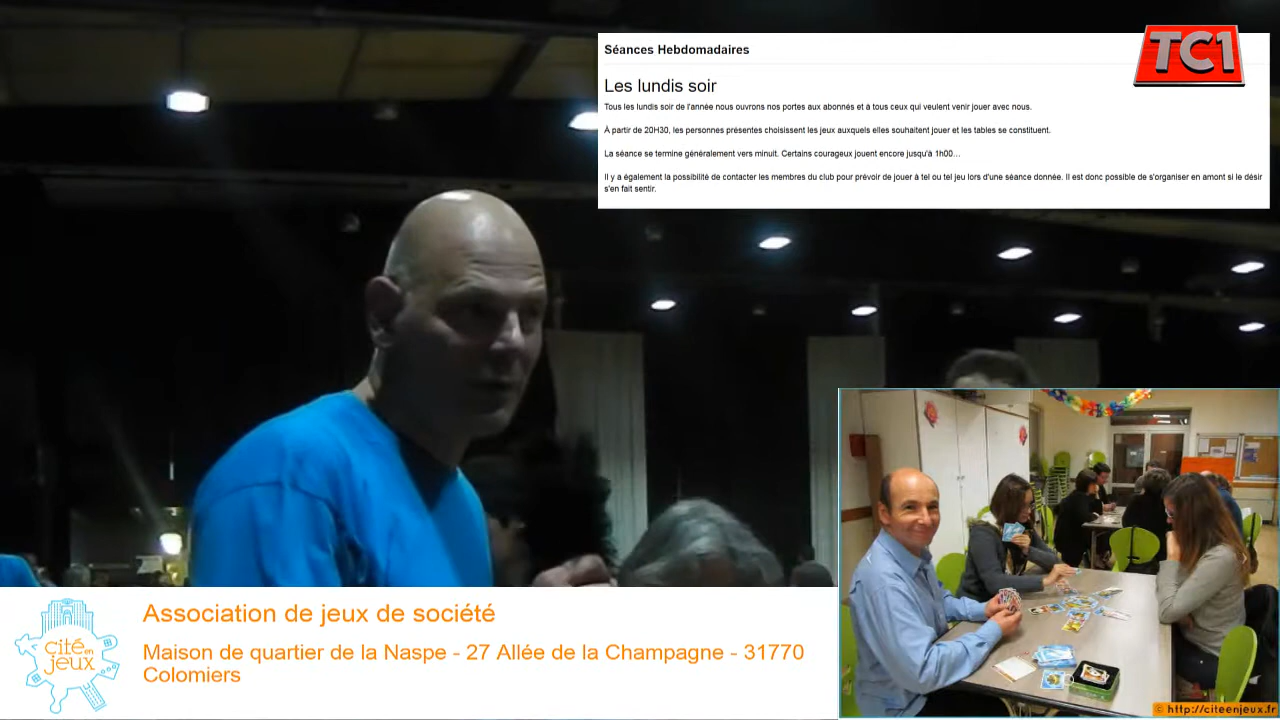 TC1
Séances Hebdomadaires
Les lundis soir
Tous les lundis soir de l'année nous ouvrons nos portes aux abonnés et à tous ceux qui veulent venir jouer avec nous.
À partir de 20H30, les personnes présentes choisissent les jeux auxquels elles souhaitent jouer et les tables se constituent.
La séance se termine généralement vers minuit. Certains courageux jouent encore jusqu'à 1h00...
Il y a également la possibilité de contacter les membres du club pour prévoir de jouer à tel ou tel jeu lors d'une séance donnée. Il est donc possible de s'organiser en amont si le désir
s'en fait sentir.
cité en
jeux
Association de jeux de société
Maison de quartier de la Naspe - 27 Allée de la Champagne - 31770
Colomiers
© http://citeenjeux.fr